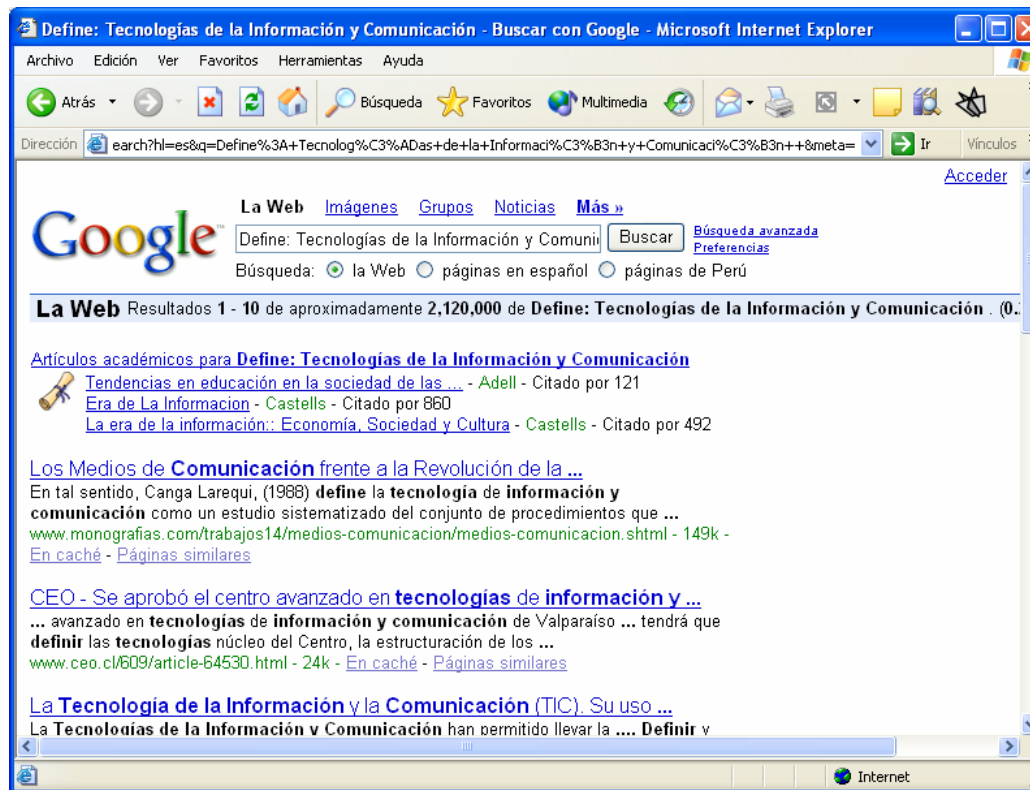 Define: Tecnologías de la Información y Comunicación - Buscar con Google - Microsoft Internet Explorer
Archivo Edición Ver Favoritos Herramientas Ayuda
Atrás Búsqueda Favoritos Multimedia
Dirección earch?hl=es&q=Define%3A+Tecnolog%C3%ADas+de+la+Informaci%C3%B3n+y+Comunicaci%C3%B3n++&meta= Ir Vínculos
Acceder
La Web Imágenes Grupos Noticias Más »
Google™ Define: Tecnologías de la Información y Comuni Buscar Búsqueda avanzada
Preferencias
Búsqueda: la Web páginas en español páginas de Perú
La Web Resultados 1 - 10 de aproximadamente 2,120,000 de Define: Tecnologías de la Información y Comunicación . (0.
Artículos académicos para Define: Tecnologías de la Información y Comunicación
Tendencias en educación en la sociedad de las ... - Adell - Citado por 121
Era de La Informacion - Castells - Citado por 860
La era de la información:: Economía, Sociedad y Cultura - Castells - Citado por 492
Los Medios de Comunicación frente a la Revolución de la ...
En tal sentido, Canga Larequi, (1988) define la tecnología de información y
comunicación como un estudio sistematizado del conjunto de procedimientos que ...
www.monografias.com/trabajos14/medios-comunicacion/medios-comunicacion.shtml - 149k -
En caché - Páginas similares
CEO - Se aprobó el centro avanzado en tecnologías de información y ...
... avanzado en tecnologías de información y comunicación de Valparaíso ... tendrá que
definir las tecnologías núcleo del Centro, la estructuración de los ...
www.ceo.cl/609/article-64530.html - 24k - En caché - Páginas similares
La Tecnología de la Información y la Comunicación (TIC). Su uso ...
La Tecnologías de la Información y Comunicación han permitido llevar la .... Definir y
Internet